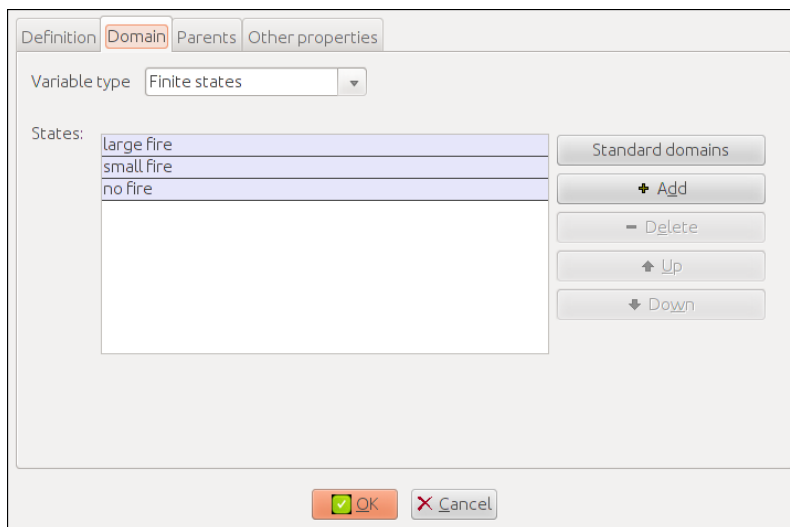 Definition Domain Parents Other properties
Variable type Finite states
States:
large fire
small fire
no fire
Standard domains
Add
Delete
Up
Down
OK Cancel